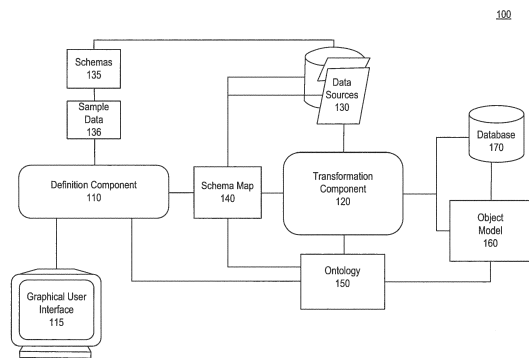 100
Schemas
135
Sample
Data
136
Data
Sources
130
Database
170
Definition Component
110
Schema Map
140
Transformation
Component
120
Object
Model
160
Ontology
150
Graphical User
Interface
115